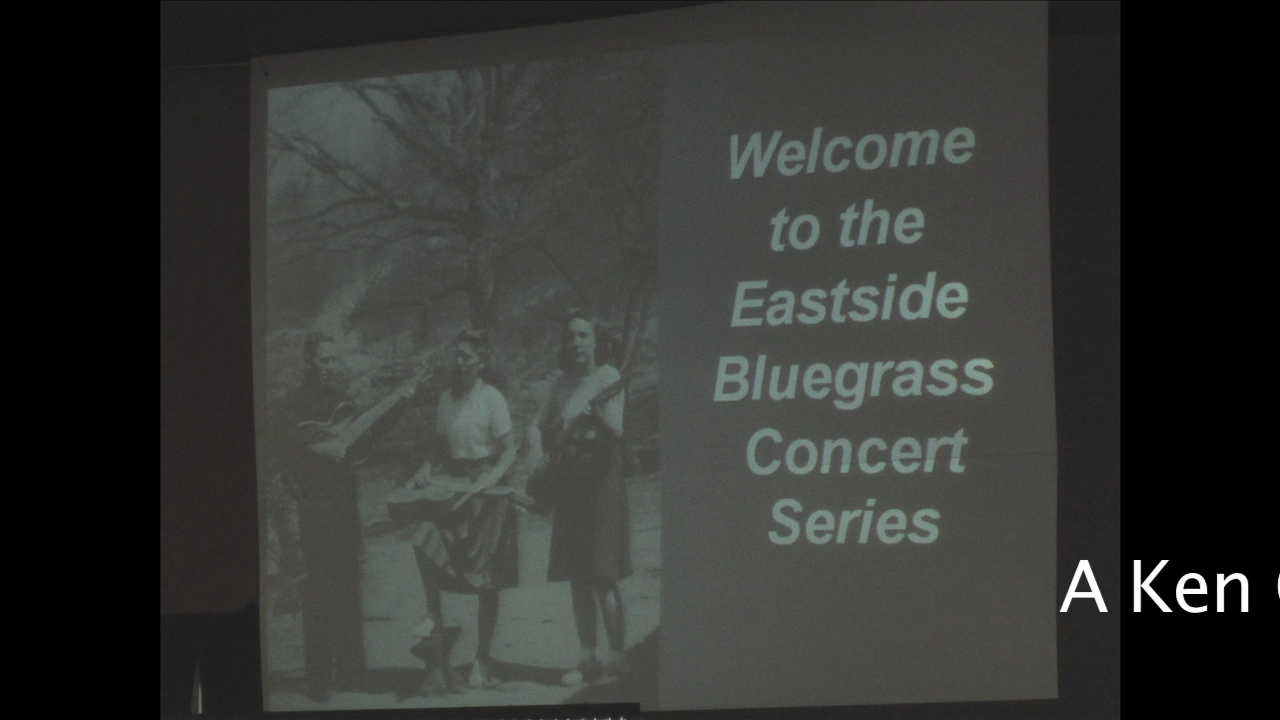 Welcome
to the
Eastside
Bluegrass
Concert
Series
A Ken